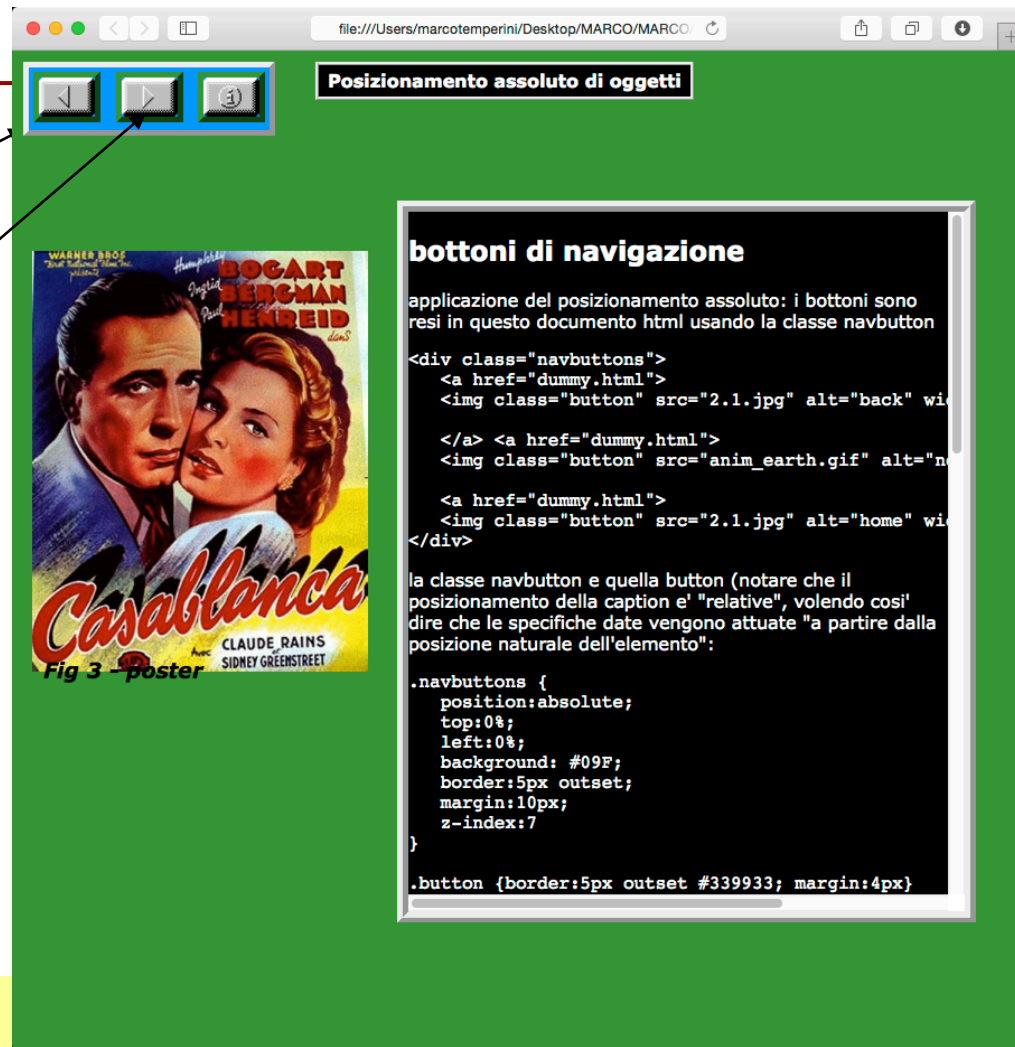 file:///Users/marcotemperini/Desktop/MARCO/MARCO/
Posizionamento assoluto di oggetti
WARNER BROS
présente
Humphrey
BOGART
Ingrid
BERGMAN
Paul
HENREID
dans
Casablanca
Avec CLAUDE RAINS
et
SIDNEY GREENSTREET
Fig 3 - poster
bottoni di navigazione
applicazione del posizionamento assoluto: i bottoni sono
resi in questo documento html usando la classe navbutton
<div class="navbuttons">
<a href="dummy.html">
<img class="button" src="2.1.jpg" alt="back" wi
</a> <a href="dummy.html">
<img class="button" src="anim_earth.gif" alt="n
<a href="dummy.html">
<img class="button" src="2.1.jpg" alt="home" wi
</div>
la classe navbutton e quella button (notare che il
posizionamento della caption e' "relative", volendo cosi'
dire che le specifiche date vengono attuate "a partire dalla
posizione naturale dell'elemento":
.navbuttons {
position:absolute;
top:0%;
left:0%;
background: #09F;
border:5px outset;
margin:10px;
z-index:7
}
.button {border:5px outset #339933; margin:4px}